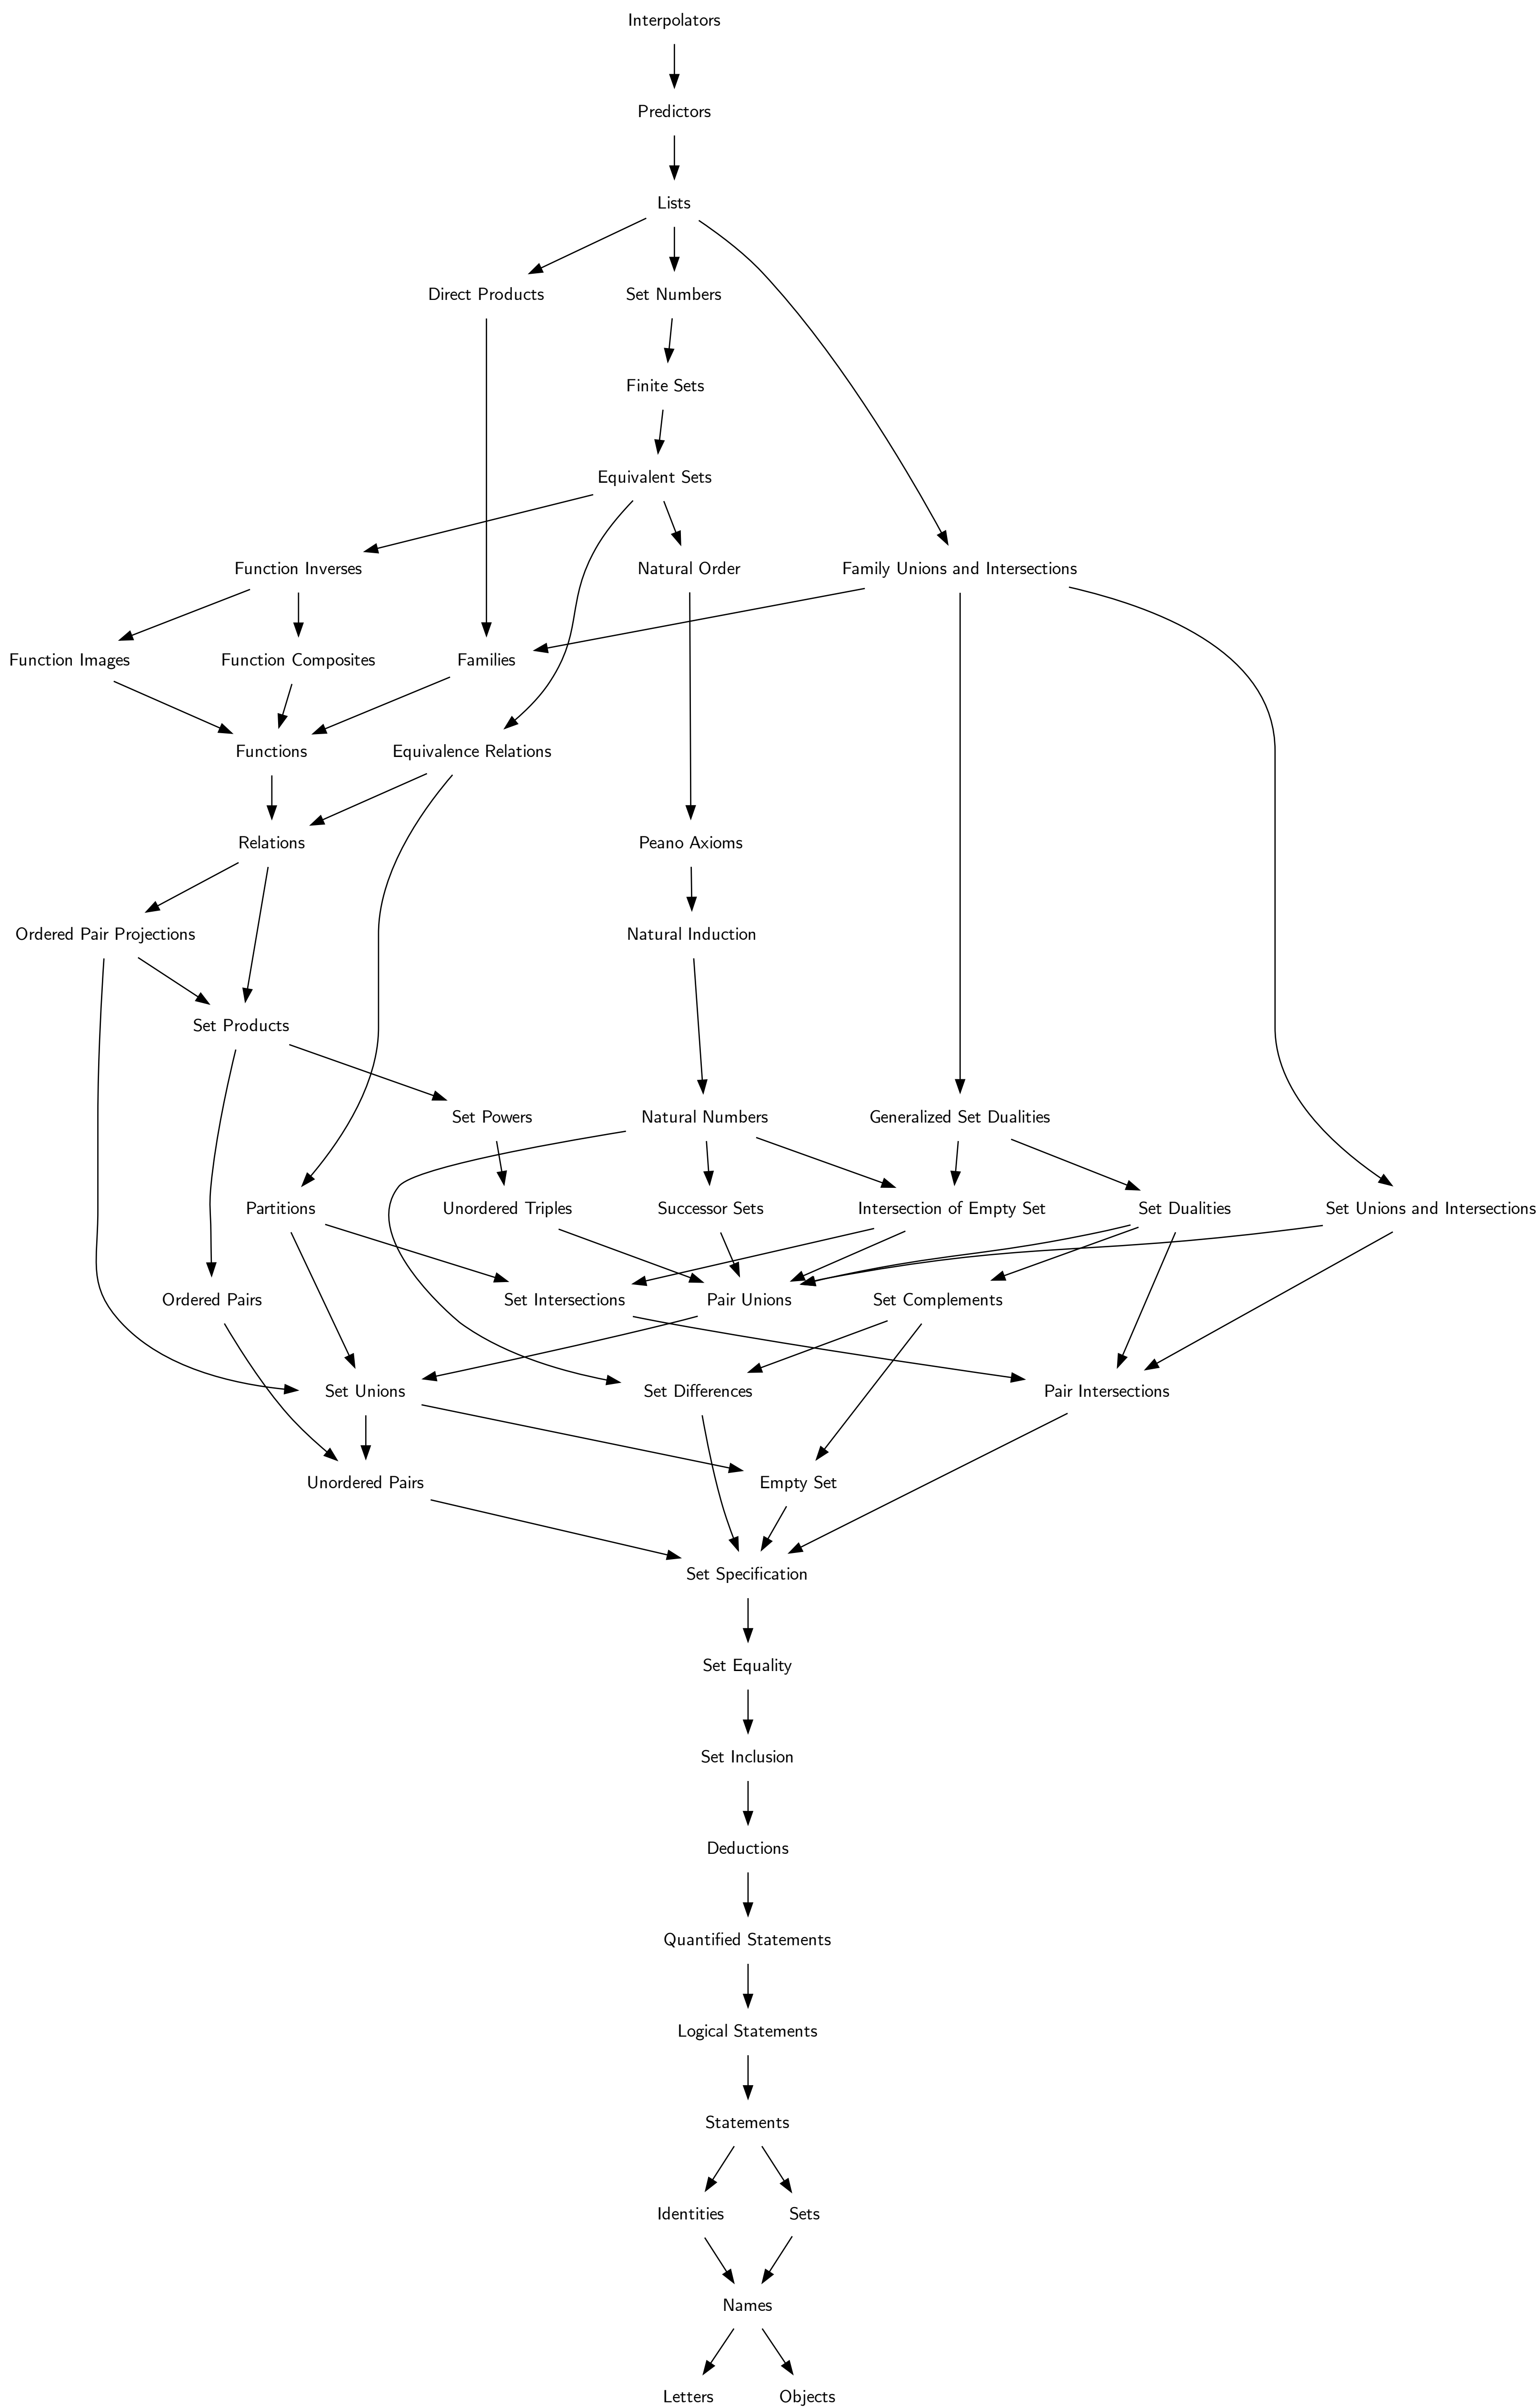 Interpolators
Predictors
Lists
Direct Products
Set Numbers
Finite Sets
Equivalent Sets
Function Inverses
Natural Order
Family Unions and Intersections
Function Images
Function Composites
Families
Functions
Equivalence Relations
Relations
Peano Axioms
Ordered Pair Projections
Natural Induction
Set Products
Set Powers
Natural Numbers
Generalized Set Dualities
Partitions
Unordered Triples
Successor Sets
Intersection of Empty Set
Set Dualities
Set Unions and Intersections
Ordered Pairs
Set Intersections
Pair Unions
Set Complements
Set Unions
Set Differences
Pair Intersections
Unordered Pairs
Empty Set
Set Specification
Set Equality
Set Inclusion
Deductions
Quantified Statements
Logical Statements
Statements
Identities
Sets
Names
Letters
Objects